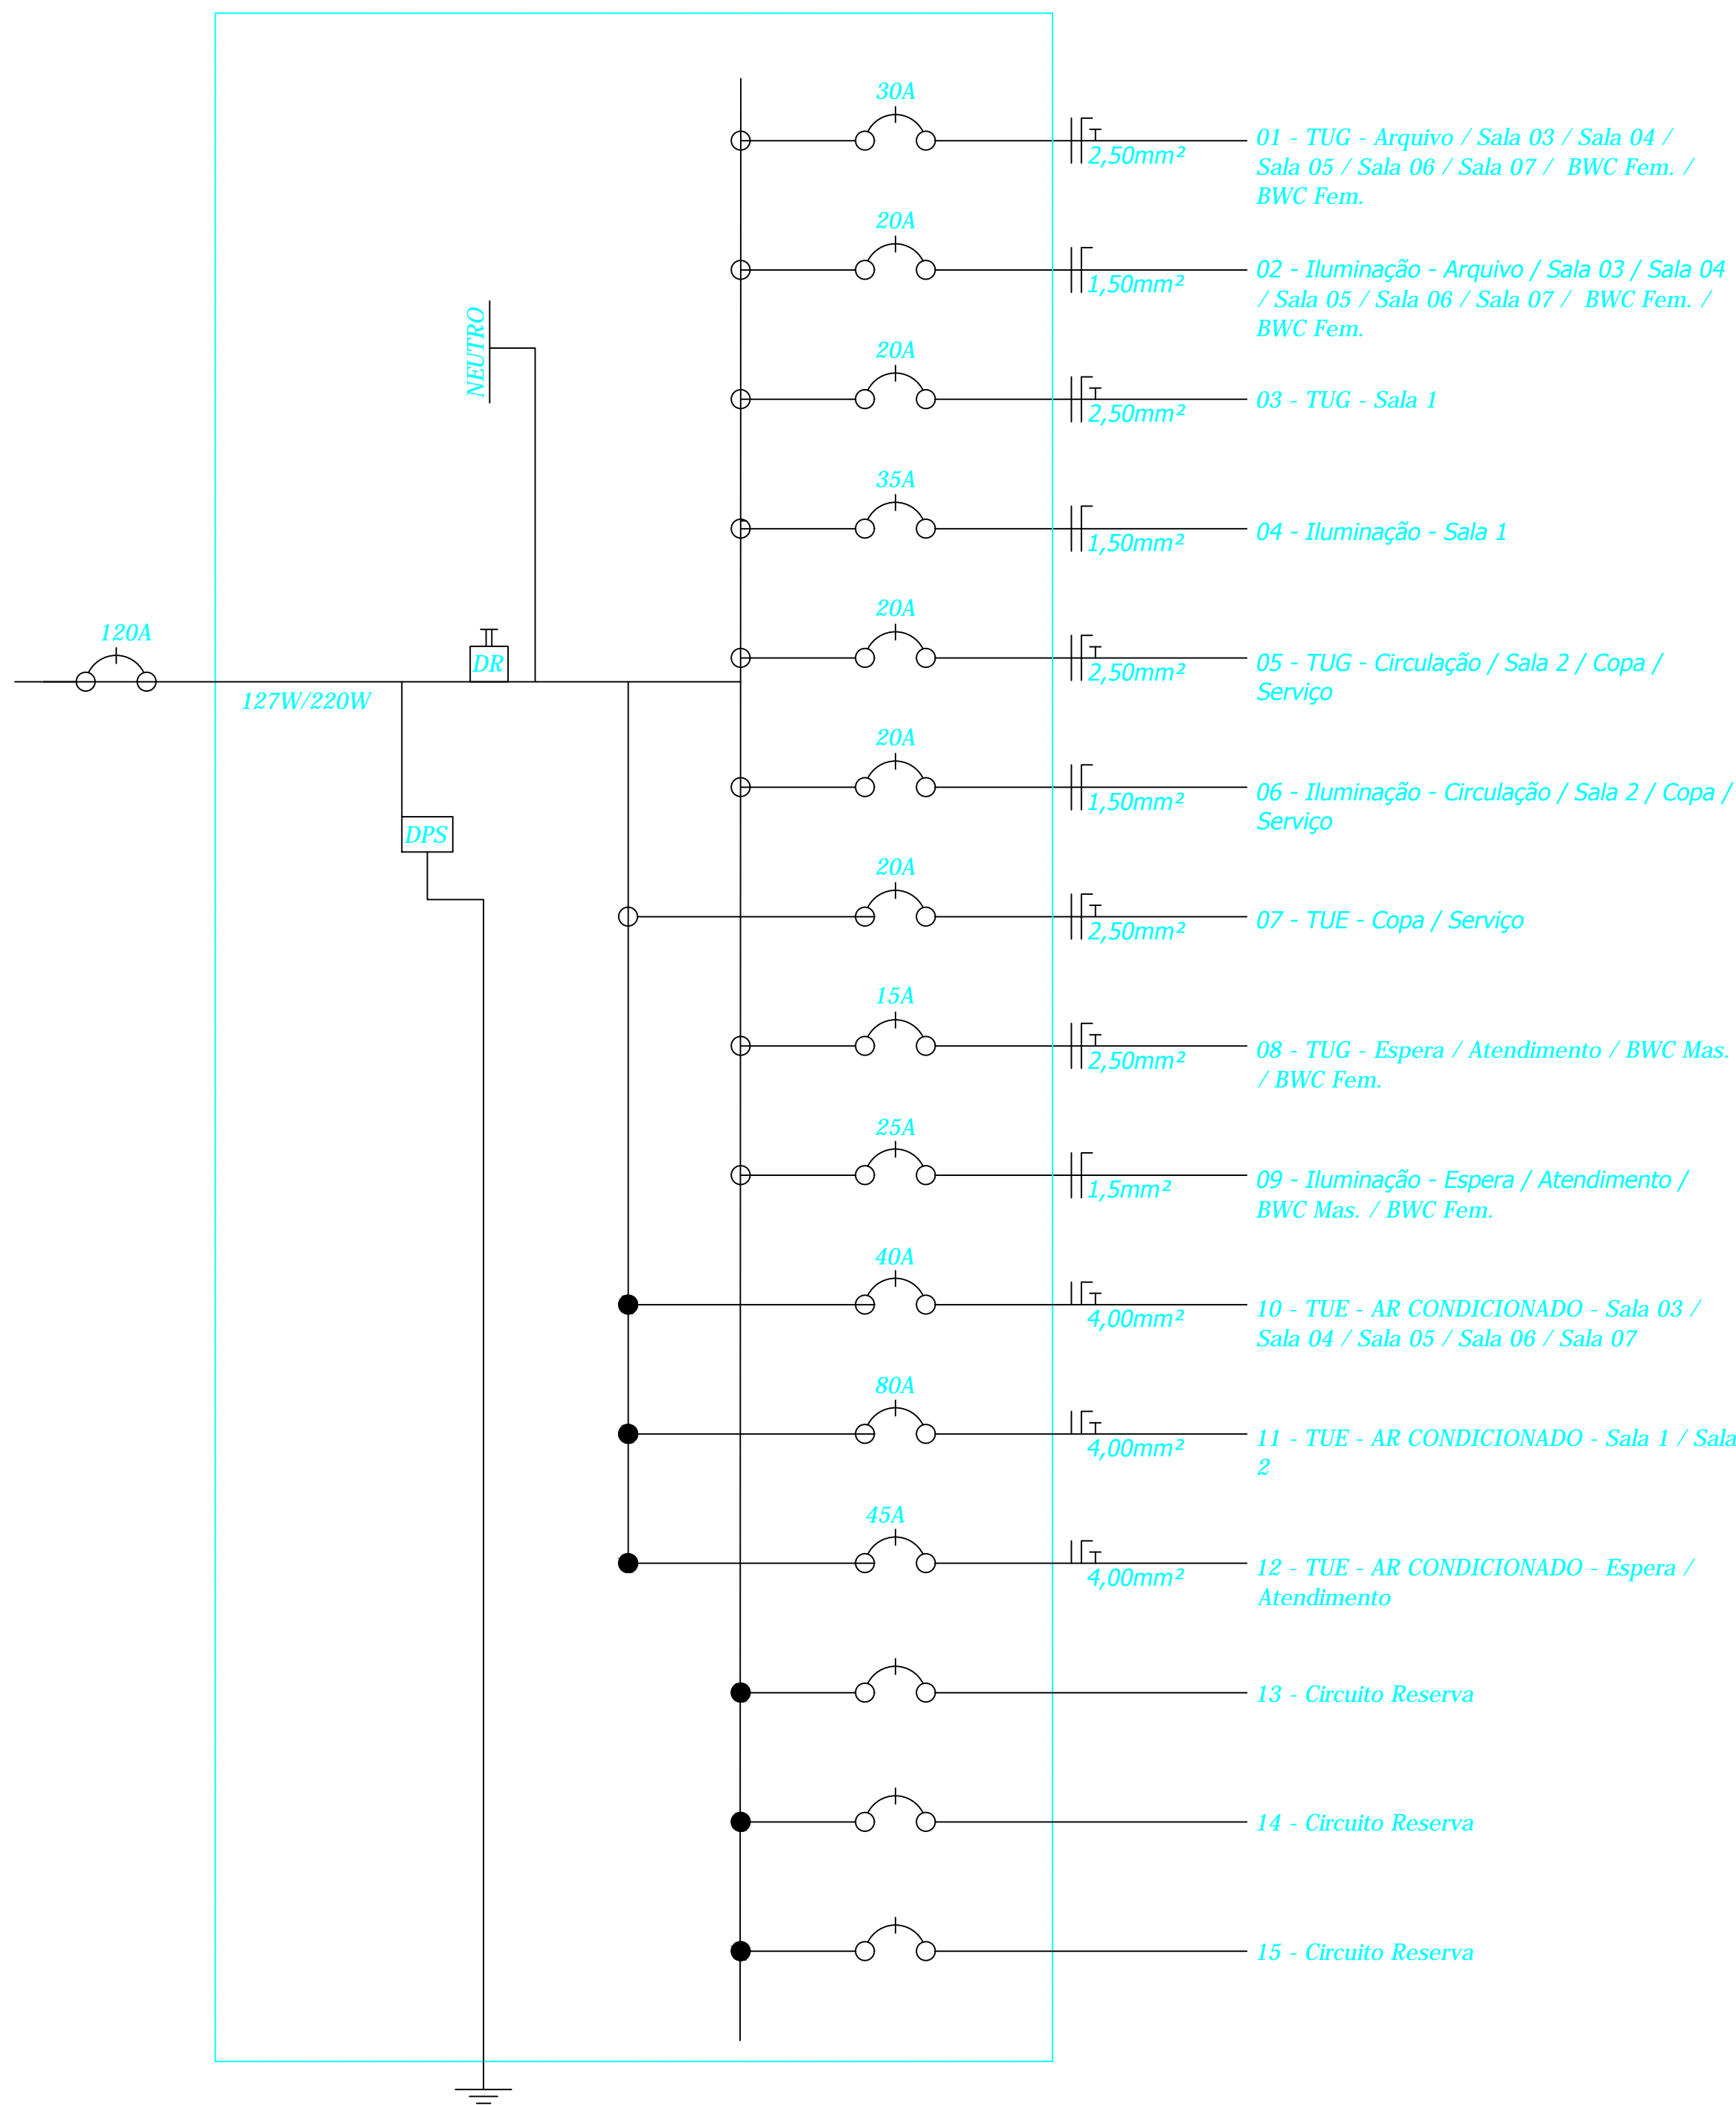 30A
01 - TUG - Arquivo / Sala 03 / Sala 04 /
Sala 05 / Sala 06 / Sala 07 / BWC Fem. /
BWC Fem.
2,50mm²
20A
02 - Iluminação - Arquivo / Sala 03 / Sala 04
/ Sala 05 / Sala 06 / Sala 07 / BWC Fem. /
BWC Fem.
1,50mm²
NEUTRO
20A
03 - TUG - Sala 1
2,50mm²
35A
04 - Iluminação - Sala 1
1,50mm²
120A
127W/220W
DR
20A
05 - TUG - Circulação / Sala 2 / Copa /
Serviço
2,50mm²
20A
06 - Iluminação - Circulação / Sala 2 / Copa /
Serviço
1,50mm²
DPS
20A
07 - TUE - Copa / Serviço
2,50mm²
15A
08 - TUG - Espera / Atendimento / BWC Mas.
/ BWC Fem.
2,50mm²
25A
09 - Iluminação - Espera / Atendimento /
BWC Mas. / BWC Fem.
1,5mm²
40A
10 - TUE - AR CONDICIONADO - Sala 03 /
Sala 04 / Sala 05 / Sala 06 / Sala 07
4,00mm²
80A
11 - TUE - AR CONDICIONADO - Sala 1 / Sala
2
4,00mm²
45A
12 - TUE - AR CONDICIONADO - Espera /
Atendimento
4,00mm²
13 - Circuito Reserva
14 - Circuito Reserva
15 - Circuito Reserva